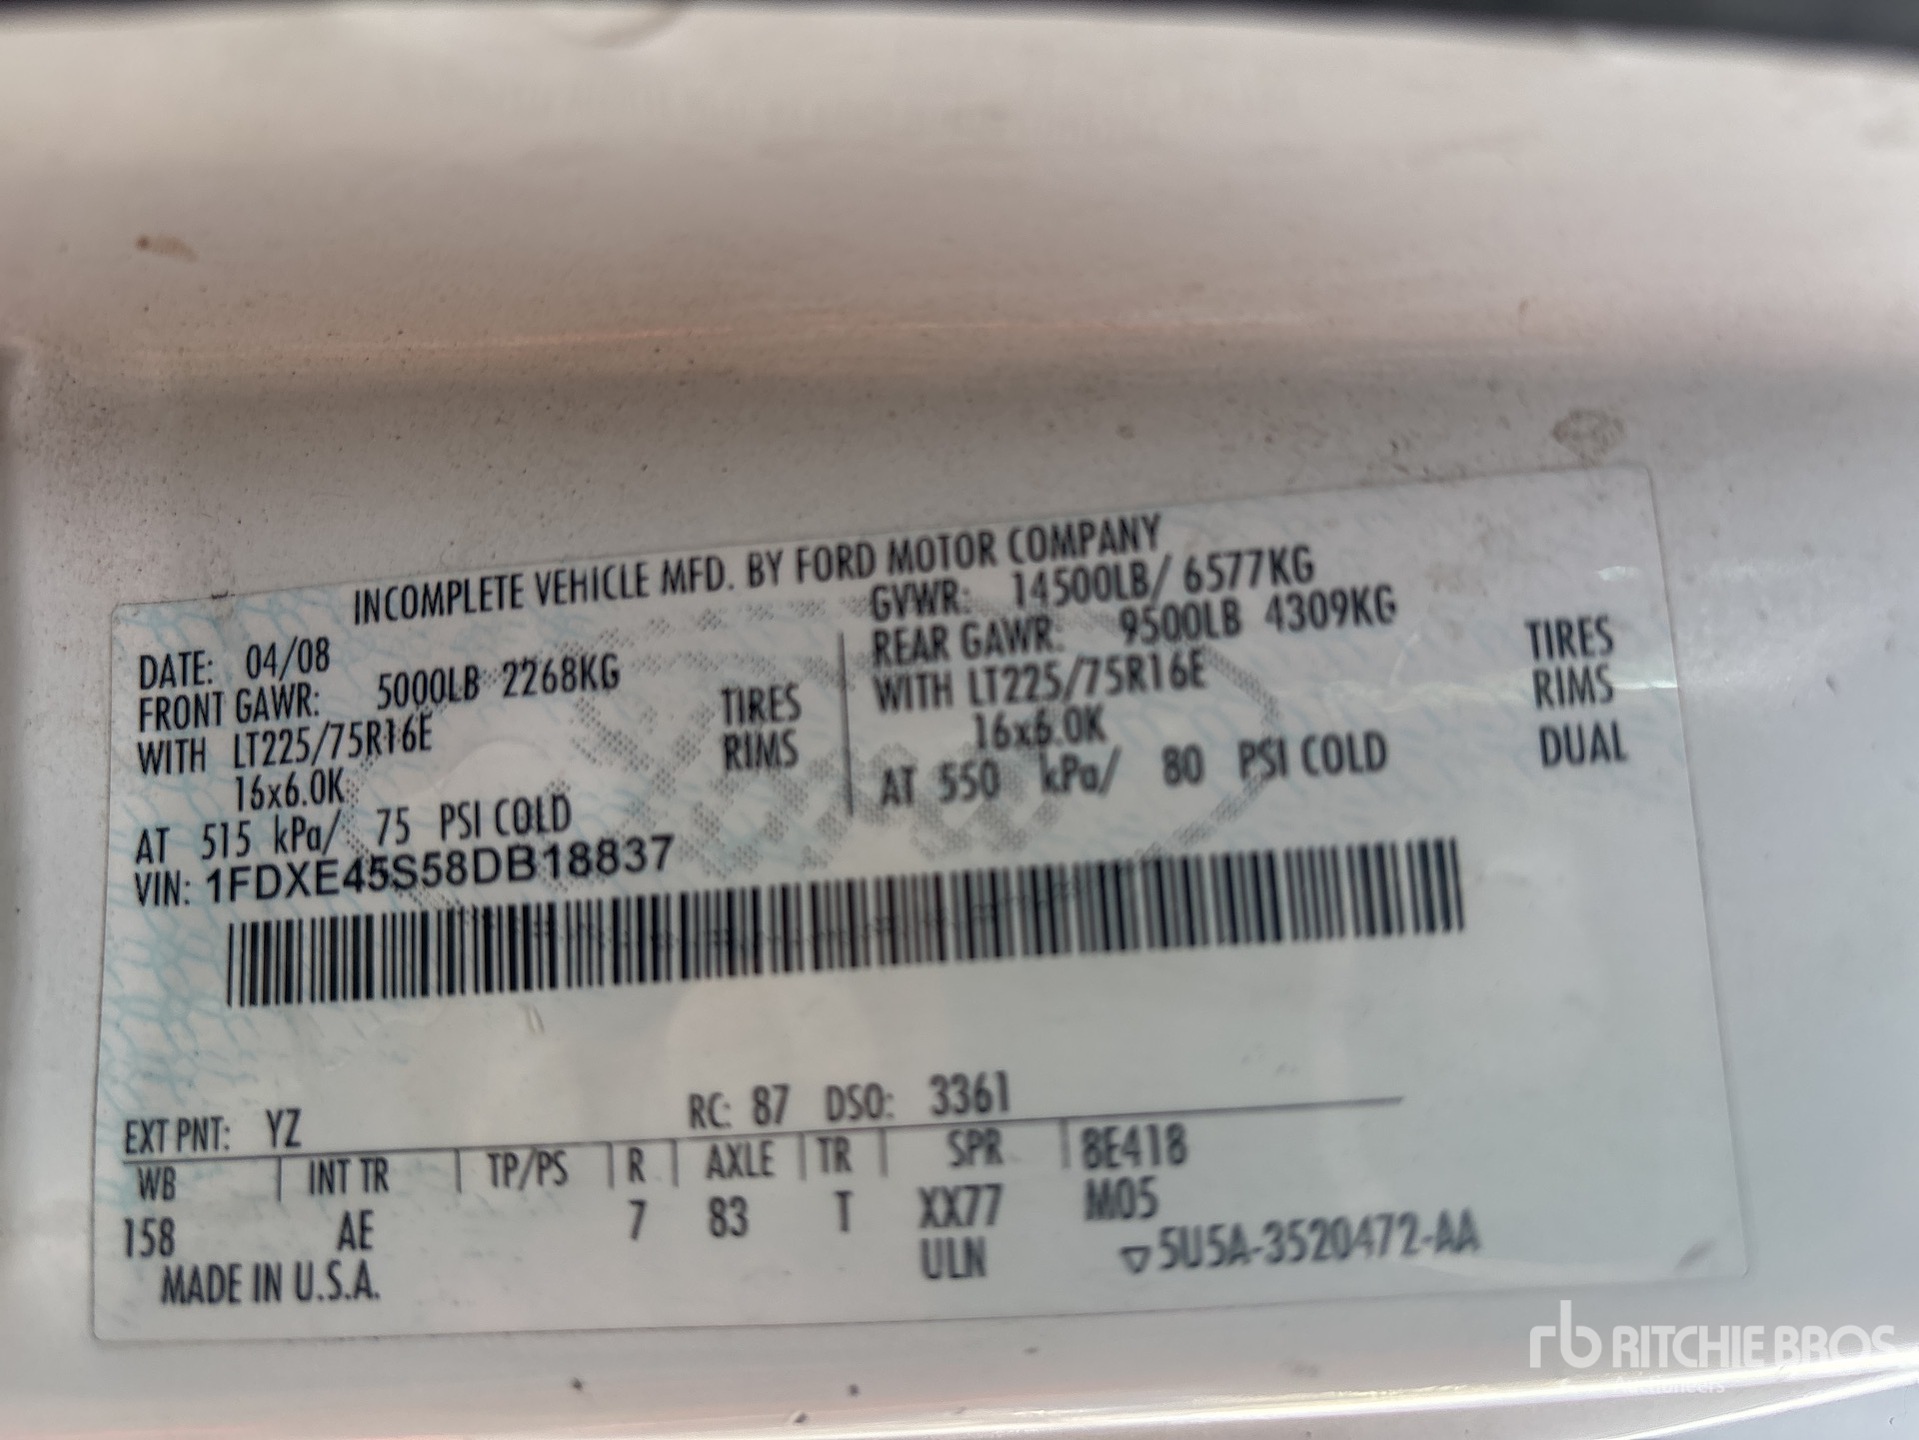 INCOMPLETE VEHICLE MFD. BY FORD MOTOR COMPANY
DATE: 04/08
GVWR: 14500LB/ 6577KG
FRONT GAWR: 5000LB 2268KG
REAR GAWR: 9500LB 4309KG
WITH LT225/75R16E TIRES
WITH LT225/75R16E TIRES
16x6.0K RIMS
16x6.0K RIMS
AT 515 kPa/ 75 PSI COLD
AT 550 kPa/ 80 PSI COLD DUAL
VIN: 1FDXE45S58DB18837
EXT PNT: YZ RC: 87 DSO: 3361
WB | INT TR | TP/PS | R | AXLE | TR | SPR | 8E418
158 AE 7 83 T XX77 M05
ULN ▽5U5A-3520472-AA
MADE IN U.S.A.
rb RITCHIE BROS
Auctioneers